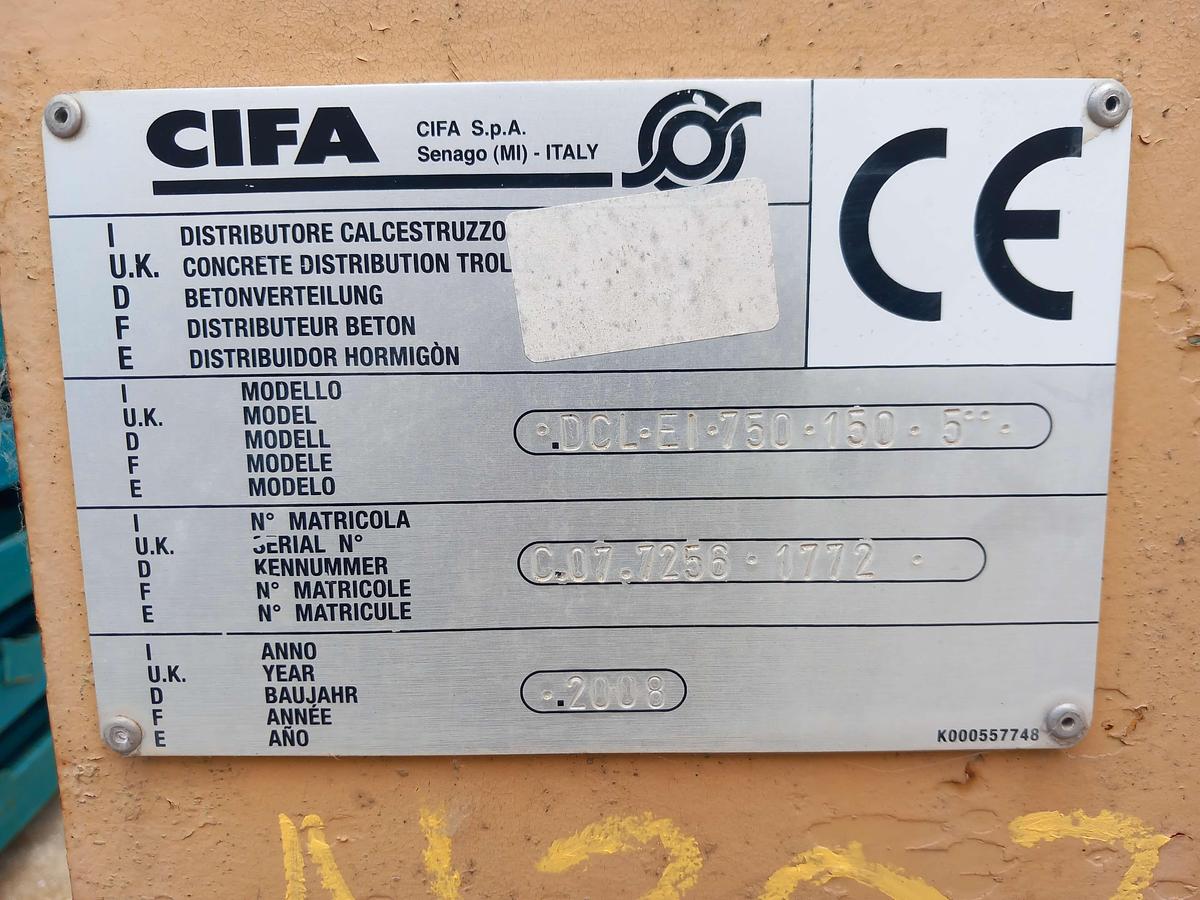 CIFA
CIFA S.p.A.
Senago (MI) - ITALY
CE
I DISTRIBUTORE CALCESTRUZZO
U.K. CONCRETE DISTRIBUTION
D BETONVERTEILUNG
F DISTRIBUTEUR BETON
E DISTRIBUIDOR HORMIGÒN
I MODELLO
U.K. MODEL
D MODELL
F MODELE
E MODELO
.DCL·EI·750·150·5··
I N° MATRICOLA
U.K. SERIAL N°
D KENNUMMER
F N° MATRICOLE
E N° MATRICULE
C.07.7256·1772
I ANNO
U.K. YEAR
D BAUJAHR
F ANNÉE
E AÑO
.2008
K000557748